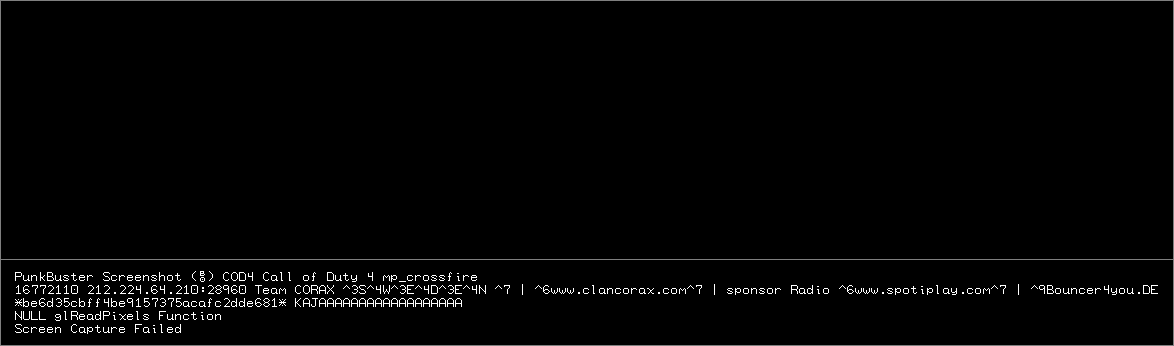 PunkBuster Screenshot (®) COD4 Call of Duty 4 mp_crossfire
16772110 212.224.64.210:28960 Team CORAX ^3S^4W^3E^4D^3E^4N ^7 | ^6www.clancorax.com^7 | sponsor Radio ^6www.spotiplay.com^7 | ^9Bouncer4you.DE
*be6d35cbff4be9157375acafc2dde681* KAJAAAAAAAAAAAAAAAAAA
NULL glReadPixels Function
Screen Capture Failed